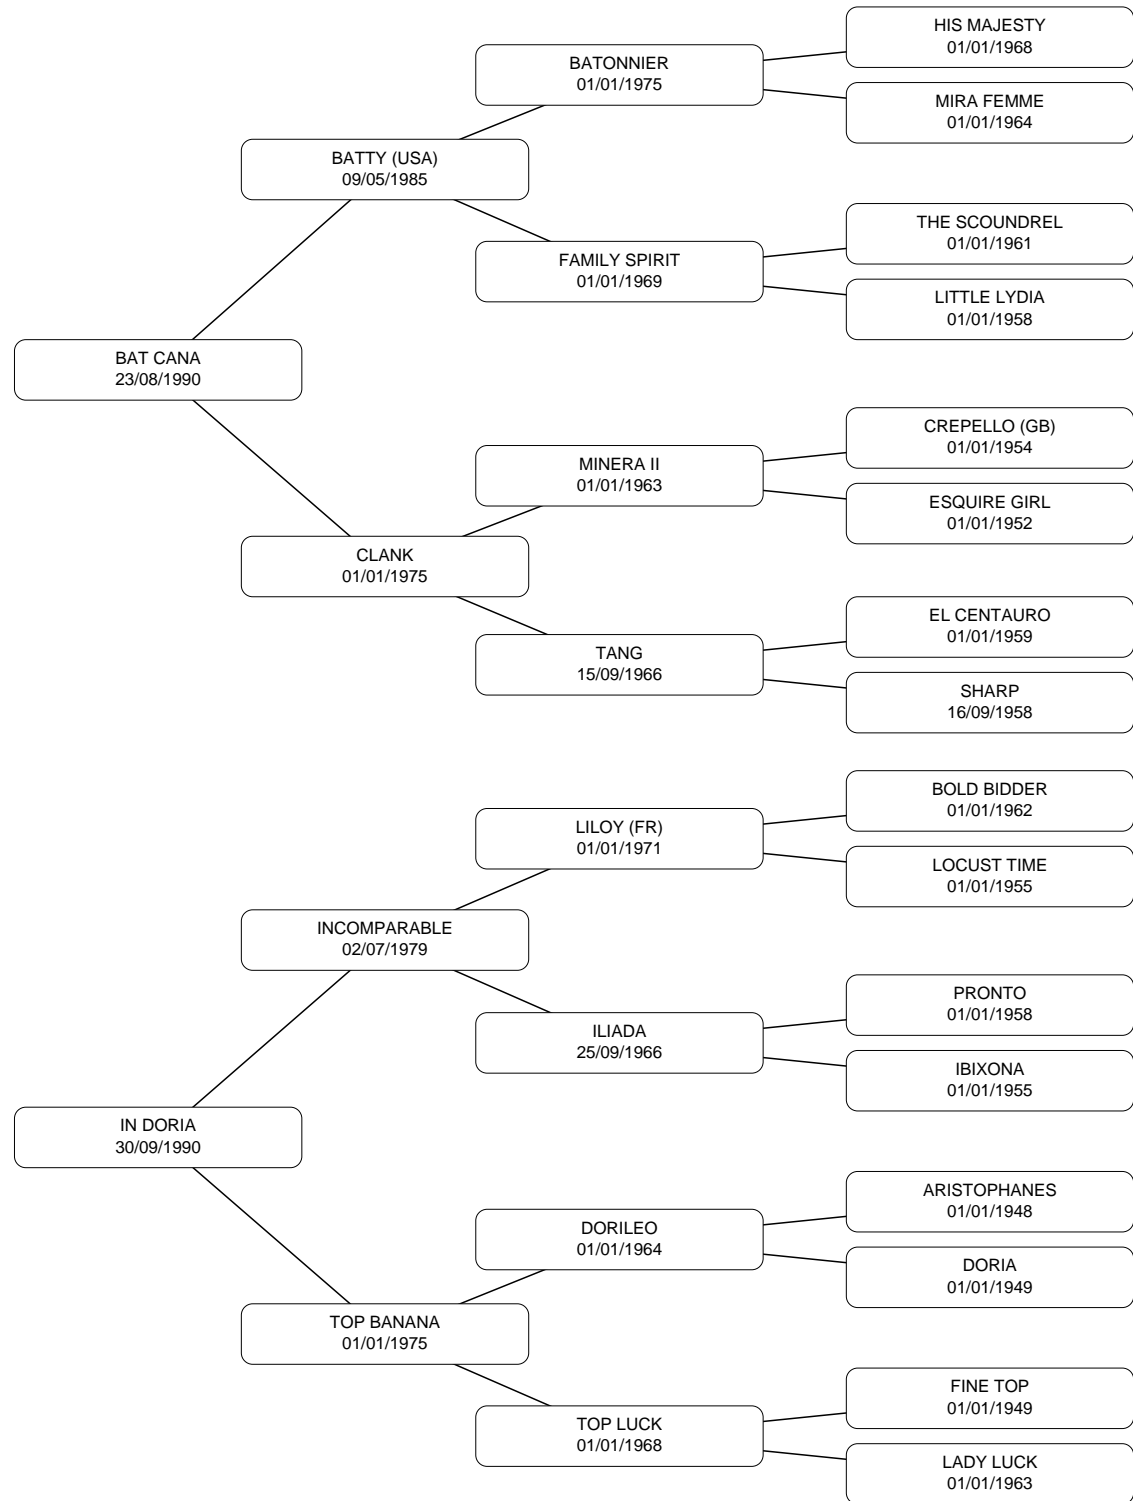 HIS MAJESTY
01/01/1968
BATONNIER
01/01/1975
MIRA FEMME
01/01/1964
BATTY (USA)
09/05/1985
THE SCOUNDREL
01/01/1961
FAMILY SPIRIT
01/01/1969
LITTLE LYDIA
01/01/1958
BAT CANA
23/08/1990
CREPELLO (GB)
01/01/1954
MINERA II
01/01/1963
ESQUIRE GIRL
01/01/1952
CLANK
01/01/1975
EL CENTAURO
01/01/1959
TANG
15/09/1966
SHARP
16/09/1958
BOLD BIDDER
01/01/1962
LILOY (FR)
01/01/1971
LOCUST TIME
01/01/1955
INCOMPARABLE
02/07/1979
PRONTO
01/01/1958
ILIADA
25/09/1966
IBIXONA
01/01/1955
IN DORIA
30/09/1990
ARISTOPHANES
01/01/1948
DORILEO
01/01/1964
DORIA
01/01/1949
TOP BANANA
01/01/1975
FINE TOP
01/01/1949
TOP LUCK
01/01/1968
LADY LUCK
01/01/1963